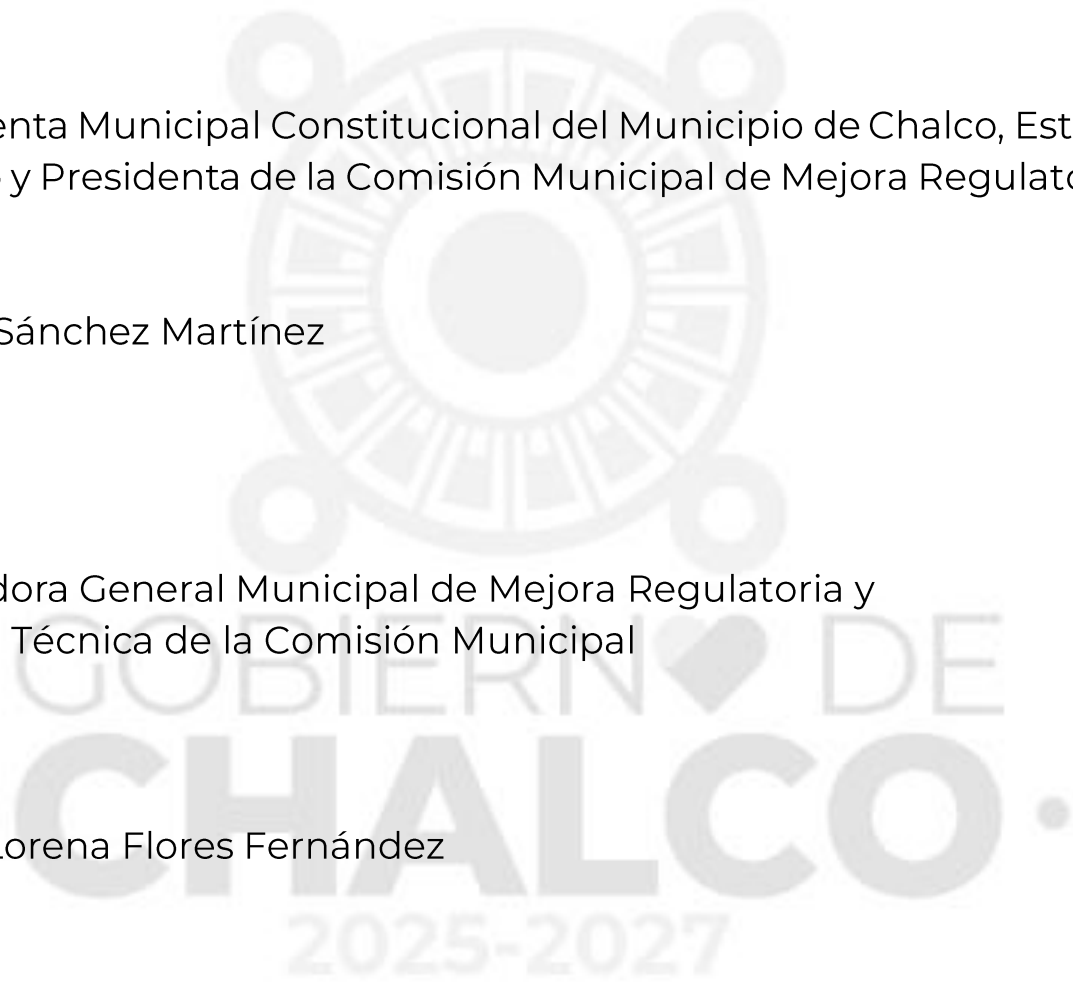 enta Municipal Constitucional del Municipio de Chalco, Est
y Presidenta de la Comisión Municipal de Mejora Regulato
Sánchez Martínez
dora General Municipal de Mejora Regulatoria y
Técnica de la Comisión Municipal
GOBIERNO DE
CHALCO
Lorena Flores Fernández
2025-2027